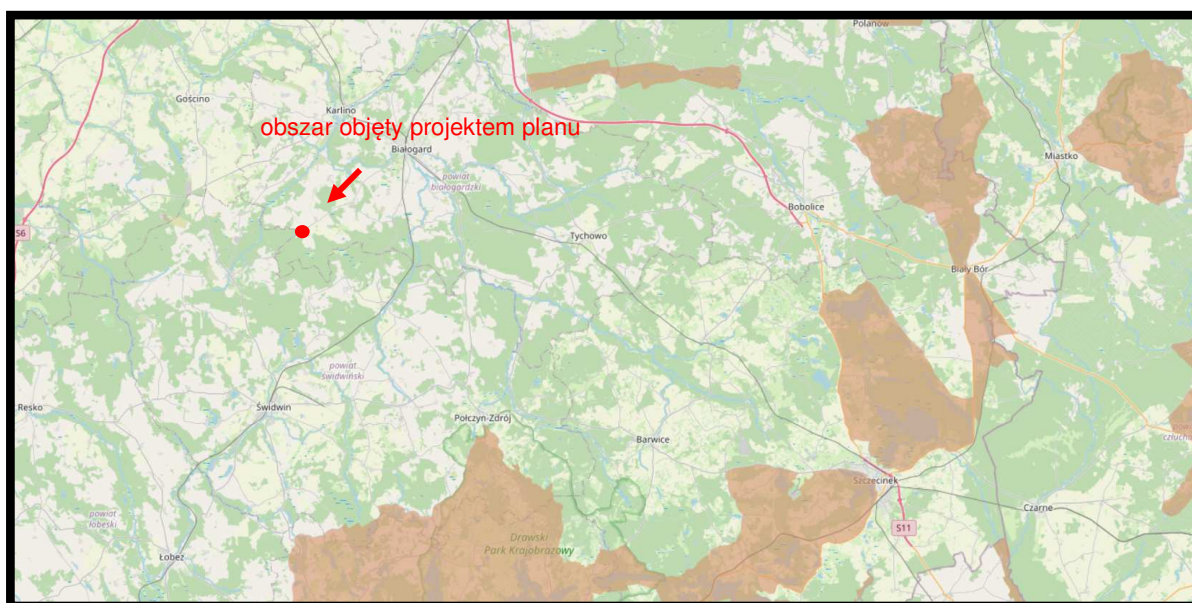 Polanów
Gościno
Karlino
obszar objęty projektem planu
Białogard
Miastko
powiat
białogardzki
Bobolice
S6
Tychowo
Biały Bór
powiat
świdwiński
Resko
Świdwin
Połczyn-Zdrój
Barwice
człuchow
Szczecinek
powiat
łobeski
Czarne
S11
Drawski
Park Krajobrazowy
Łobez